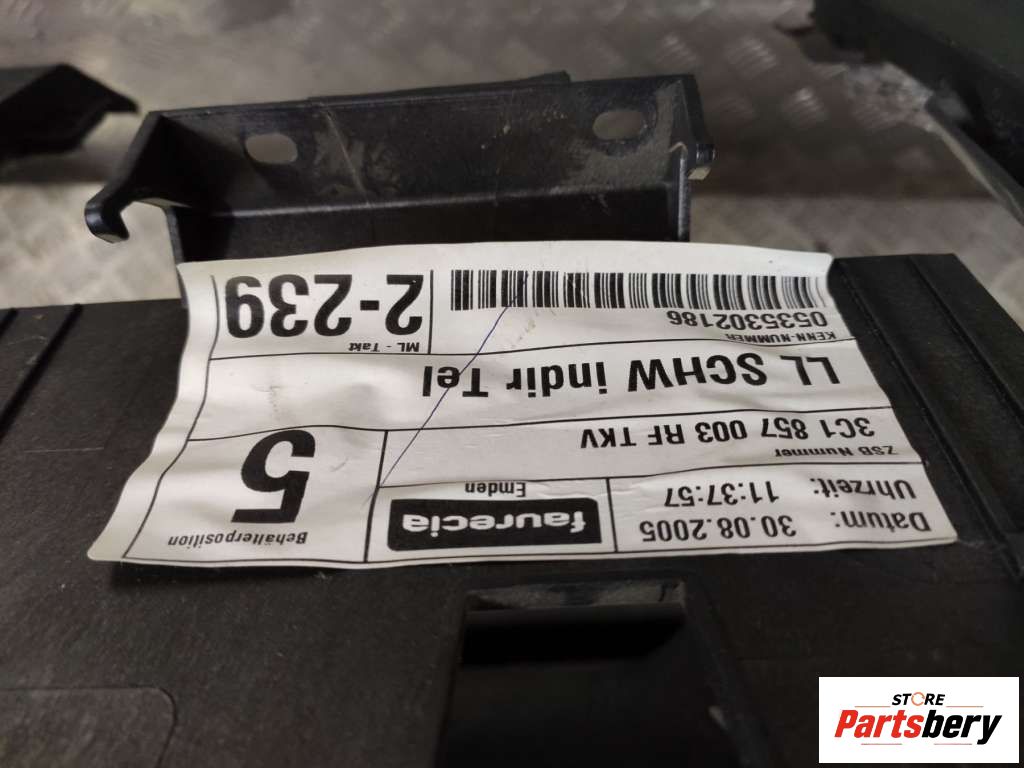 Datum: 30.08.2005
Uhrzeit: 11:37:57
faurecia
Emden
Behälterposition
5
ZSB Nummer
3C1 857 003 RF TKV
LL SCHW indir Tel
KENN-NUMMER
0535302186
ML - Takt
2-239
STORE
Partsbery